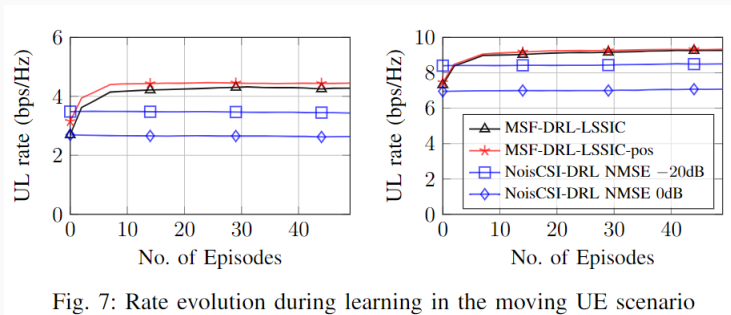 6
4
2
0
UL rate (bps/Hz)
0 10 20 30 40
No. of Episodes
10
8
6
4
2
0
UL rate (bps/Hz)
MSF-DRL-LSSIC
MSF-DRL-LSSIC-pos
NoisCSI-DRL NMSE −20dB
NoisCSI-DRL NMSE 0dB
0 10 20 30 40
No. of Episodes
Fig. 7: Rate evolution during learning in the moving UE scenario